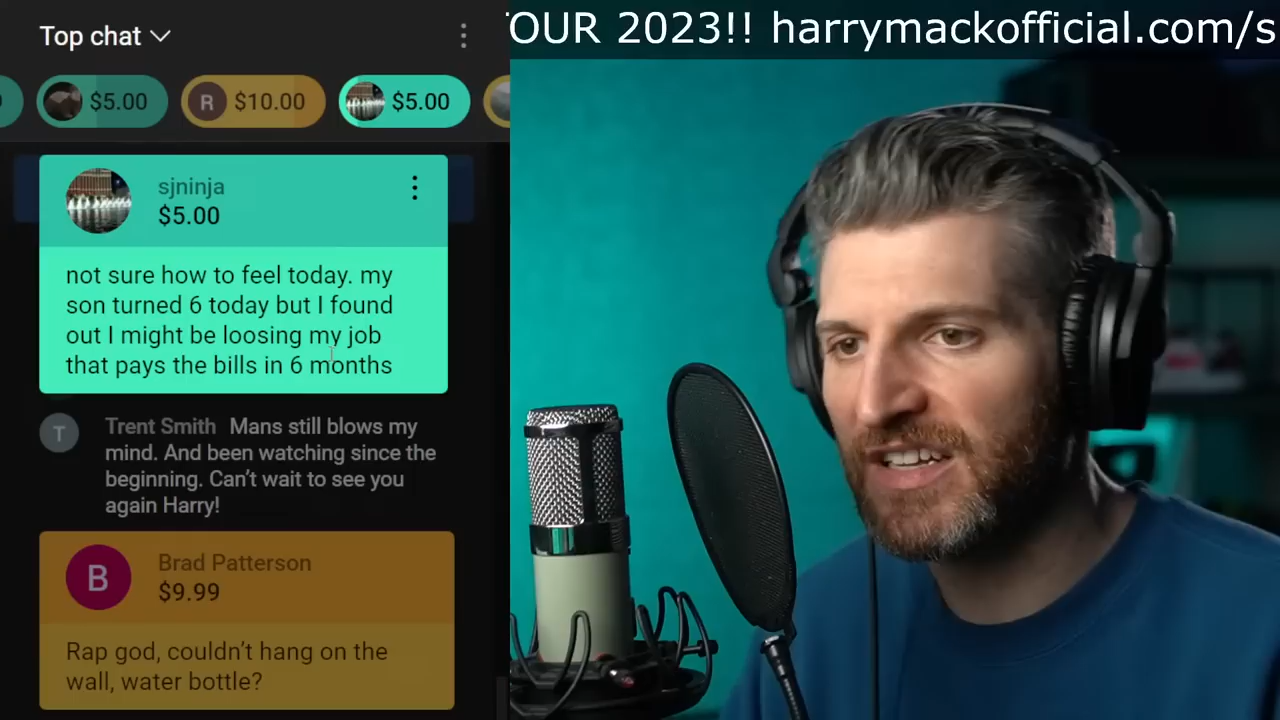 Top chat
OUR 2023!! harrymackofficial.com/s
$5.00
R $10.00
$5.00
sjninja
$5.00
not sure how to feel today. my
son turned 6 today but I found
out I might be loosing my job
that pays the bills in 6 months
T
Trent Smith Mans still blows my
mind. And been watching since the
beginning. Can't wait to see you
again Harry!
B
Brad Patterson
$9.99
Rap god, couldn't hang on the
wall, water bottle?